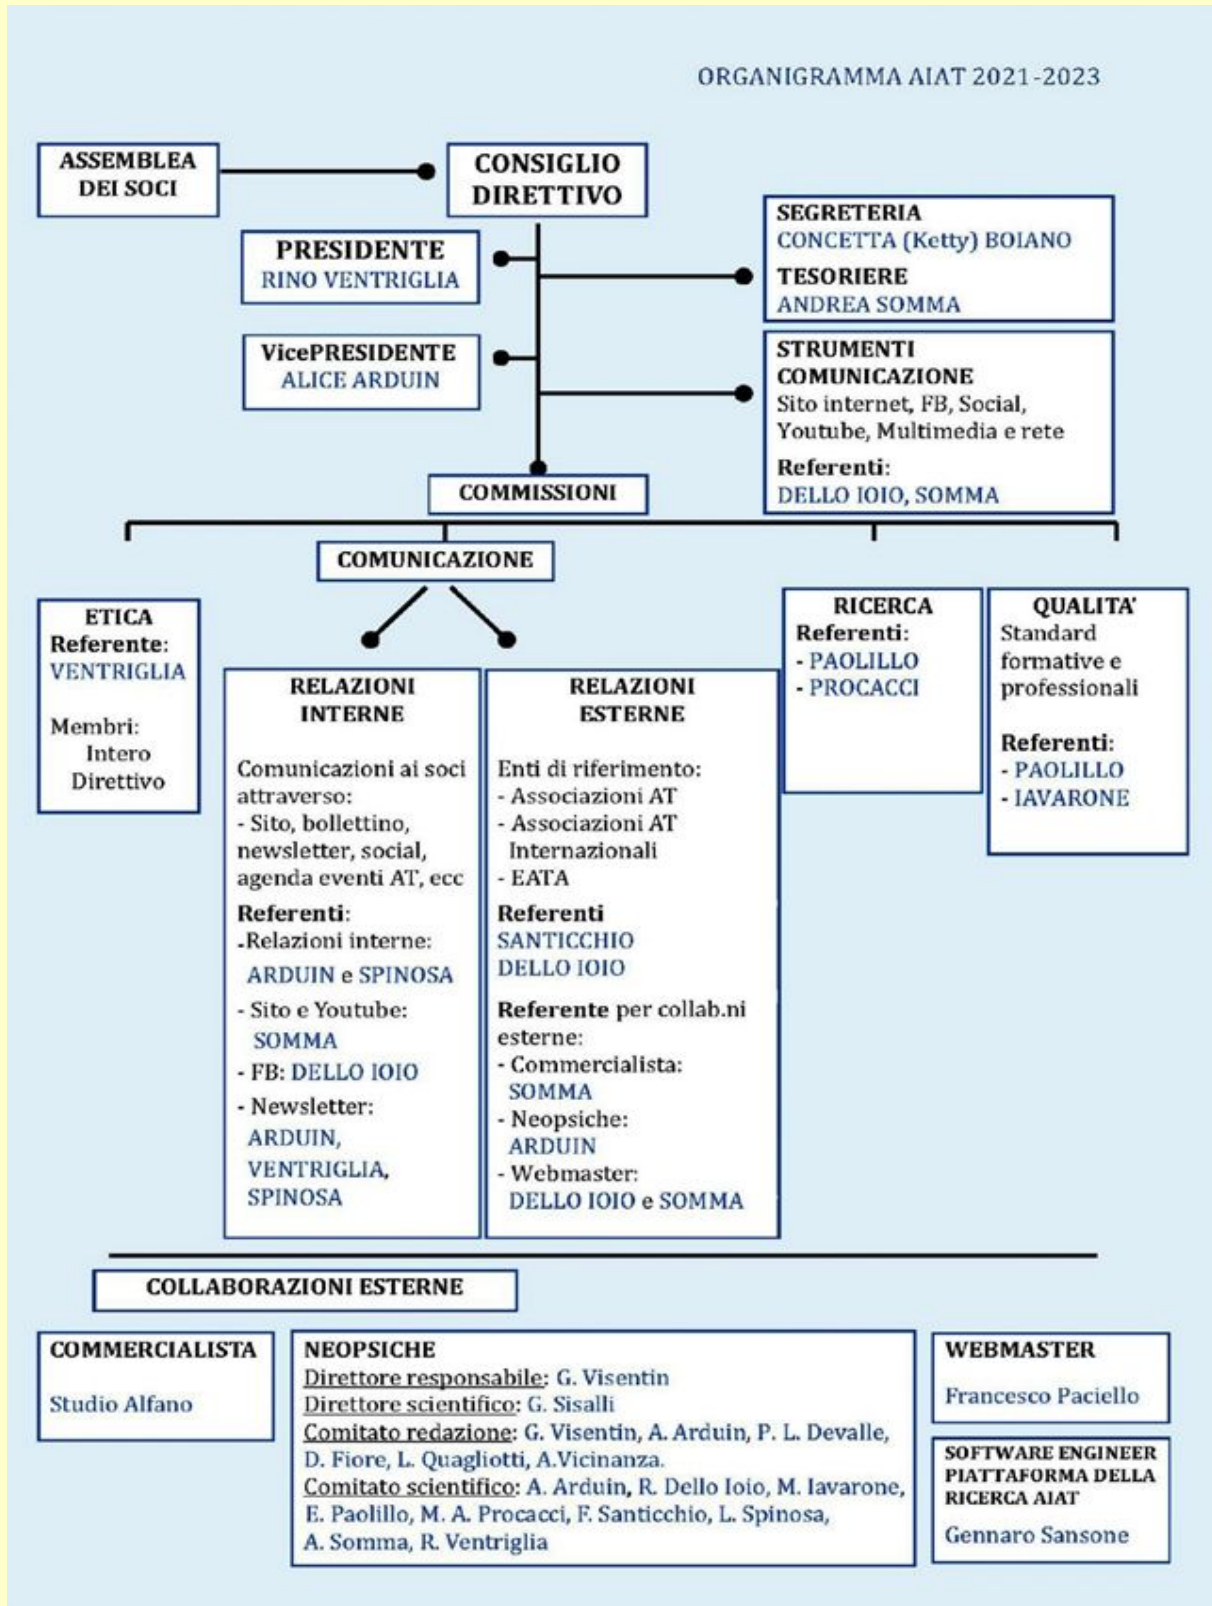 ORGANIGRAMMA AIAT 2021-2023
ASSEMBLEA
DEI SOCI
CONSIGLIO
DIRETTIVO
PRESIDENTE
RINO VENTRIGLIA
SEGRETERIA
CONCETTA (Ketty) BOIANO
TESORIERE
ANDREA SOMMA
VicePRESIDENTE
ALICE ARDUIN
STRUMENTI
COMUNICAZIONE
Sito internet, FB, Social,
Youtube, Multimedia e rete
Referenti:
DELLO IOIO, SOMMA
COMMISSIONI
COMUNICAZIONE
ETICA
Referente:
VENTRIGLIA
Membri:
Intero
Direttivo
RELAZIONI
INTERNE
Comunicazioni ai soci
attraverso:
- Sito, bollettino,
newsletter, social,
agenda eventi AT, ecc
Referenti:
-Relazioni interne:
ARDUIN e SPINOSA
- Sito e Youtube:
SOMMA
- FB: DELLO IOIO
- Newsletter:
ARDUIN,
VENTRIGLIA,
SPINOSA
RELAZIONI
ESTERNE
Enti di riferimento:
- Associazioni AT
- Associazioni AT
Internazionali
- EATA
Referenti
SANTICCHIO
DELLO IOIO
Referente per collab.ni
esterne:
- Commercialista:
SOMMA
- Neopsiche:
ARDUIN
- Webmaster:
DELLO IOIO e SOMMA
RICERCA
Referenti:
- PAOLILLO
- PROCACCI
QUALITA'
Standard
formative e
professionali
Referenti:
- PAOLILLO
- IAVARONE
COLLABORAZIONI ESTERNE
COMMERCIALISTA
Studio Alfano
NEOPSICHE
Direttore responsabile: G. Visentin
Direttore scientifico: G. Sisalli
Comitato redazione: G. Visentin, A. Arduin, P. L. Devalle,
D. Fiore, L. Quagliotti, A.Vicinanza.
Comitato scientifico: A. Arduin, R. Dello Ioio, M. Iavarone,
E. Paolillo, M. A. Procacci, F. Santicchio, L. Spinosa,
A. Somma, R. Ventriglia
WEBMASTER
Francesco Paciello
SOFTWARE ENGINEER
PIATTAFORMA DELLA
RICERCA AIAT
Gennaro Sansone